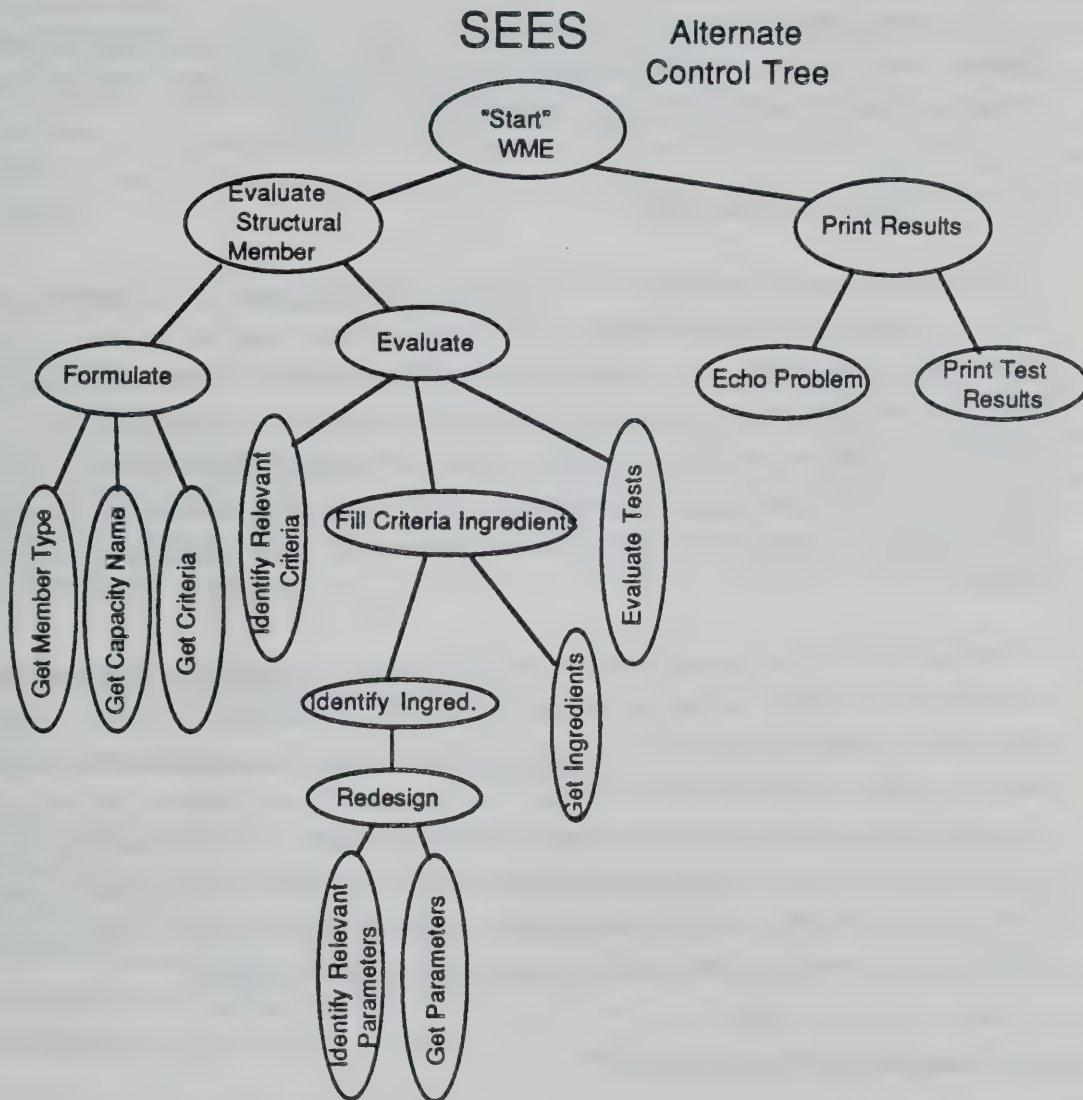 SEES
Alternate
Control Tree
"Start"
WME
Evaluate
Structural
Member
Print Results
Formulate
Evaluate
Echo Problem
Print Test
Results
Get Member Type
Get Capacity Name
Get Criteria
Identify Relevant
Criteria
Fill Criteria Ingredients
Evaluate Tests
Identify Ingred.
Get Ingredients
Redesign
Identify Relevant
Parameters
Get Parameters